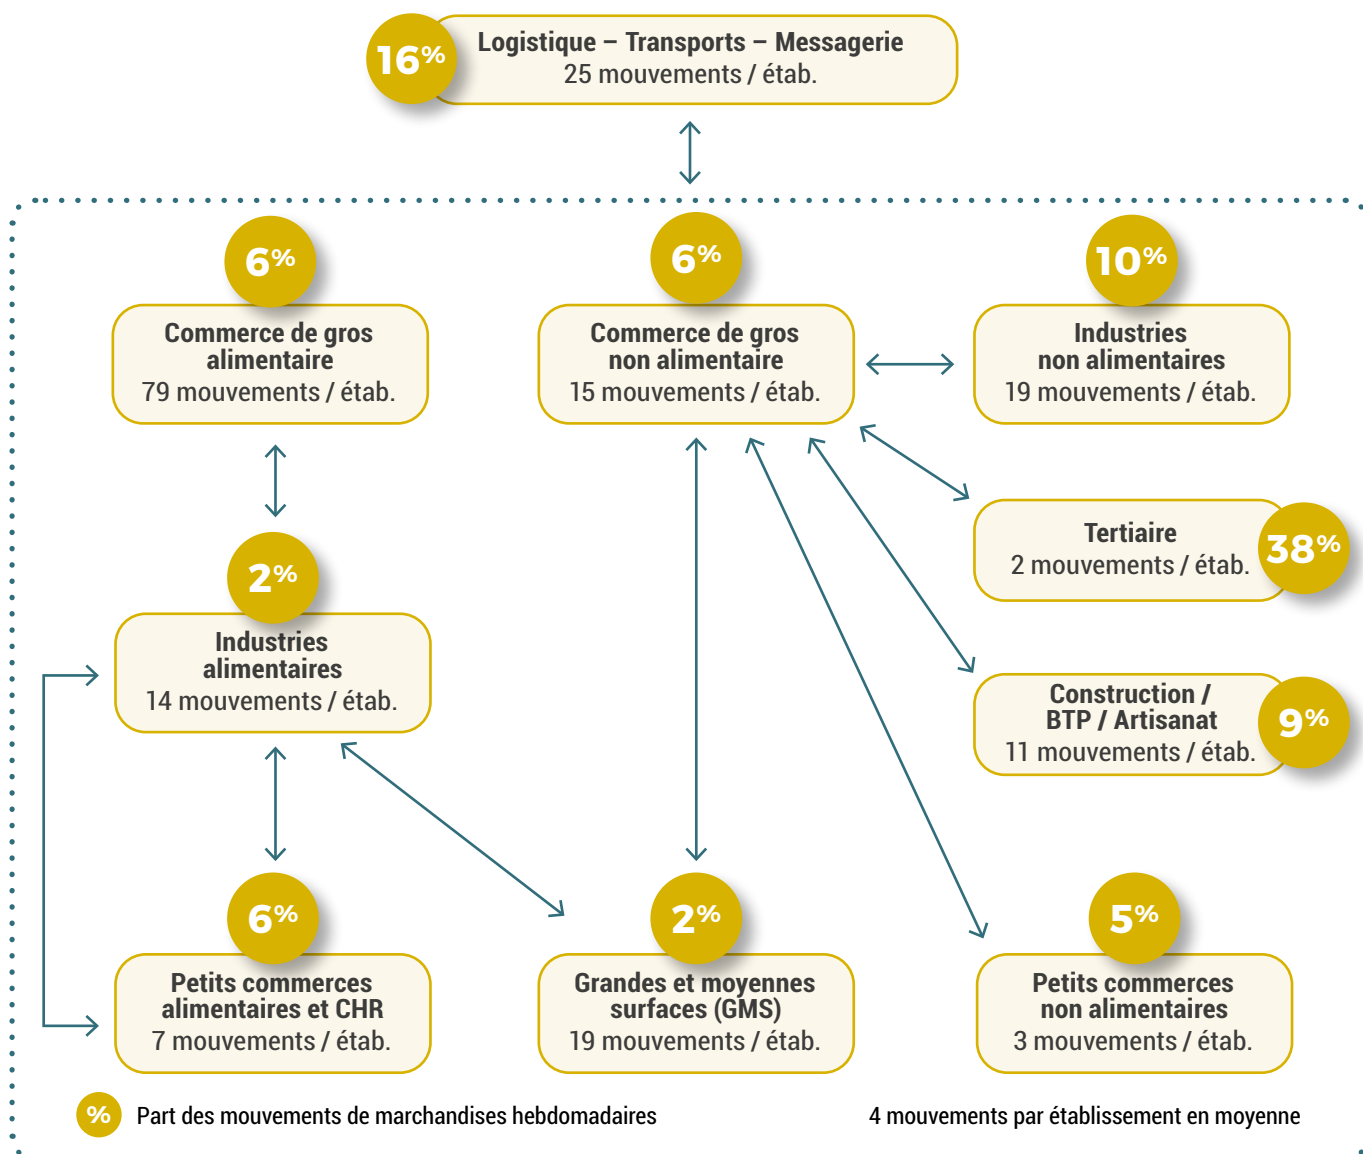 16%
Logistique – Transports – Messagerie
25 mouvements / étab.
6%
Commerce de gros
alimentaire
79 mouvements / étab.
6%
Commerce de gros
non alimentaire
15 mouvements / étab.
10%
Industries
non alimentaires
19 mouvements / étab.
Tertiaire
2 mouvements / étab.
38%
2%
Industries
alimentaires
14 mouvements / étab.
Construction /
BTP / Artisanat
11 mouvements / étab.
9%
6%
Petits commerces
alimentaires et CHR
7 mouvements / étab.
2%
Grandes et moyennes
surfaces (GMS)
19 mouvements / étab.
5%
Petits commerces
non alimentaires
3 mouvements / étab.
% Part des mouvements de marchandises hebdomadaires
4 mouvements par établissement en moyenne